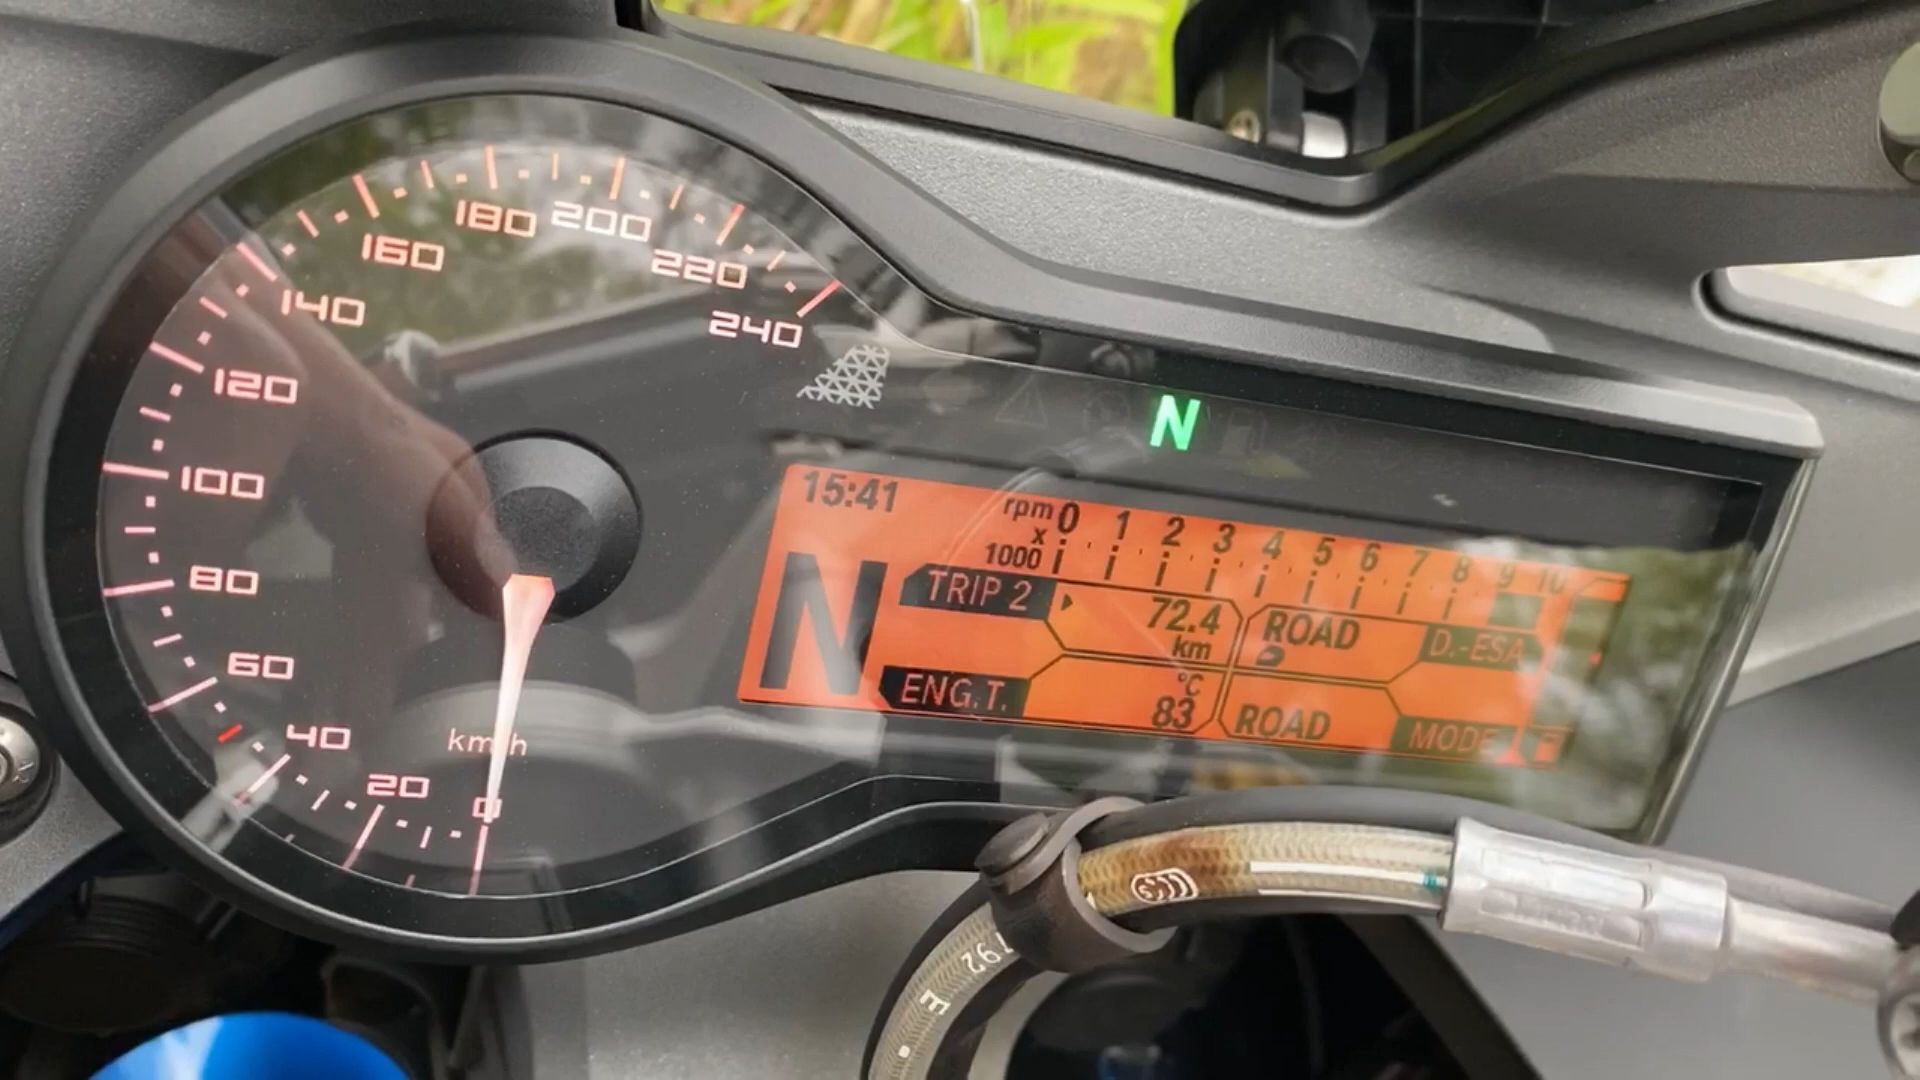 180 200
160
220
140
240
120
N
100
15:41
rpm 0 1 2 3 4 5 6 7 8 9 10
x
1000
80
N
TRIP 2
72.4
km
ROAD
D.-ESA
60
ENG.T.
°C
83
ROAD
MODE
40
km/h
20
0
792
E